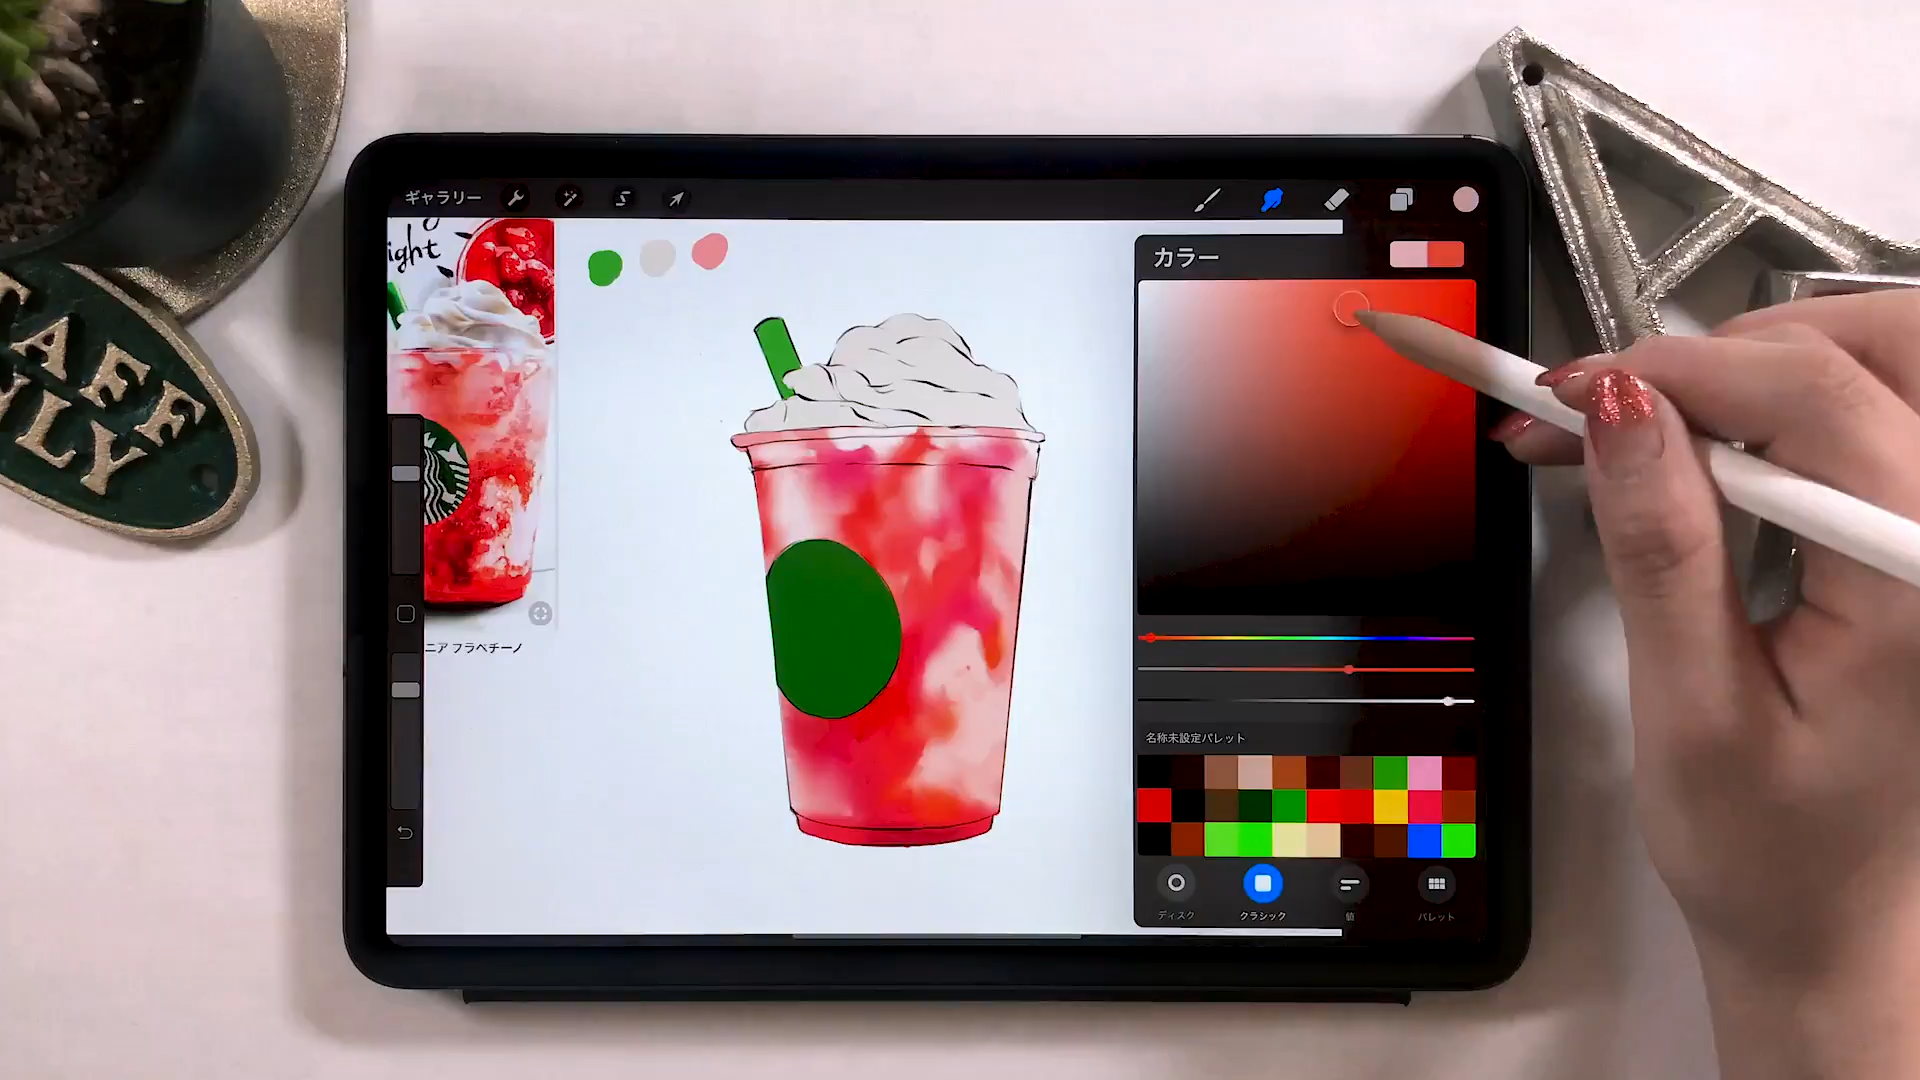 ギャラリー
ight
ニア フラペチーノ
カラー
名称未設定パレット
ディスク
クラシック
値
パレット